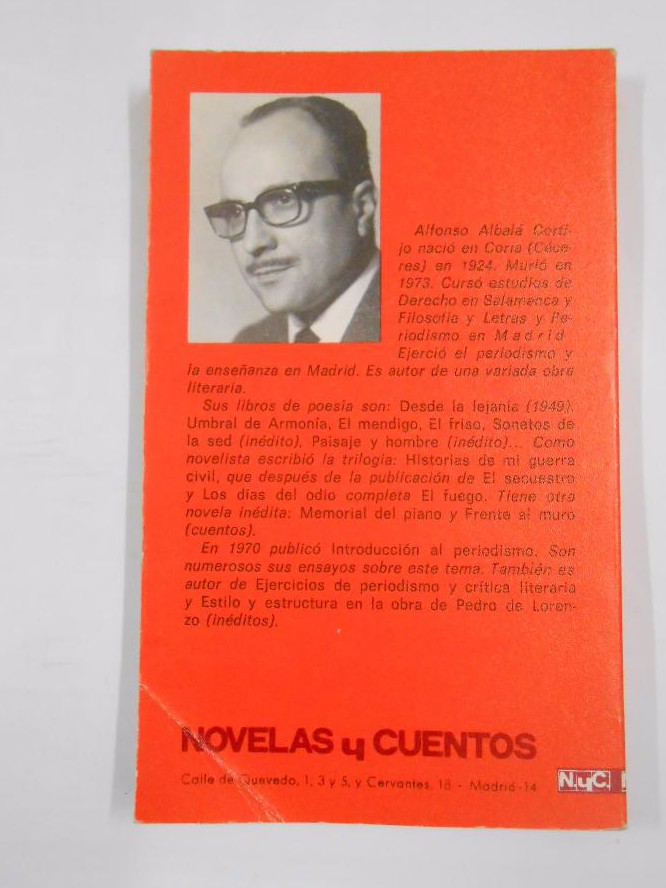 Alfonso Albalá Corti-
jo nació en Coria (Cáce-
res) en 1924. Murió en
1973. Cursó estudios de
Derecho en Salamanca y
Filosofía y Letras y Pe-
riodismo en Madrid.
Ejerció el periodismo y
la enseñanza en Madrid. Es autor de una variada obra
literaria.
Sus libros de poesía son: Desde la lejanía (1949),
Umbral de Armonía, El mendigo, El friso, Sonetos de
la sed (inédito), Paisaje y hombre (inédito)... Como
novelista escribió la trilogía: Historias de mi guerra
civil, que después de la publicación de El secuestro
y Los días del odio completa El fuego. Tiene otra
novela inédita: Memorial del piano y Frente al muro
(cuentos).
En 1970 publicó Introducción al periodismo. Son
numerosos sus ensayos sobre este tema. También es
autor de Ejercicios de periodismo y crítica literaria
y Estilo y estructura en la obra de Pedro de Loren-
zo (inéditos).
NOVELAS y CUENTOS
Calle de Quevedo, 1, 3 y 5, y Cervantes, 18 - Madrid-14
N.yC.